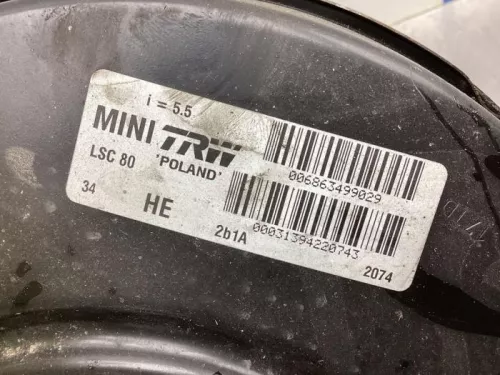 i = 5.5
MINI TRW
LSC 80 'POLAND'
006863499029
34 HE 2b1A
00031394220743
2074